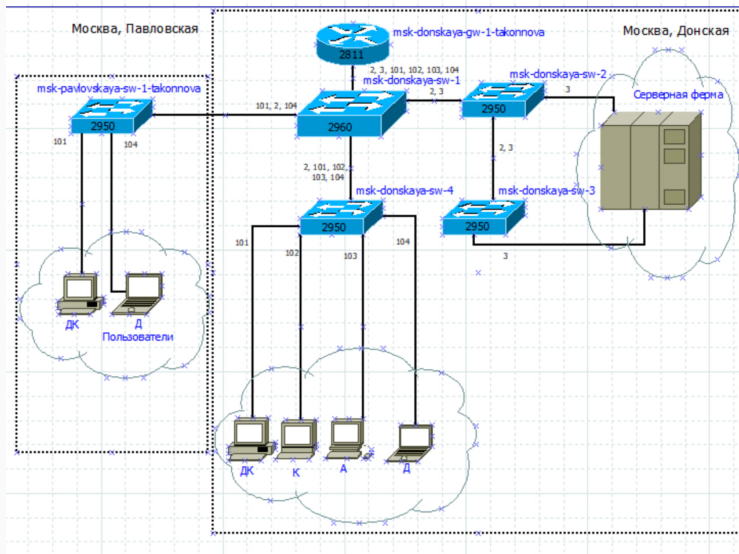 Москва, Павловская
msk-donskaya-gw-1-takonnova
Москва, Донская
2811
2, 3, 101, 102, 103, 104
msk-donskaya-sw-1
msk-donskaya-sw-2
msk-pavlovskaya-sw-1-takonnova
2, 3
3
Серверная ферма
101, 2, 104
2950
2960
2950
101
104
2, 3
2, 101, 102
103, 104
msk-donskaya-sw-4
msk-donskaya-sw-3
2950
2950
101
102
103
104
3
ДК
Д
Пользователи
ДК
К
А
Д